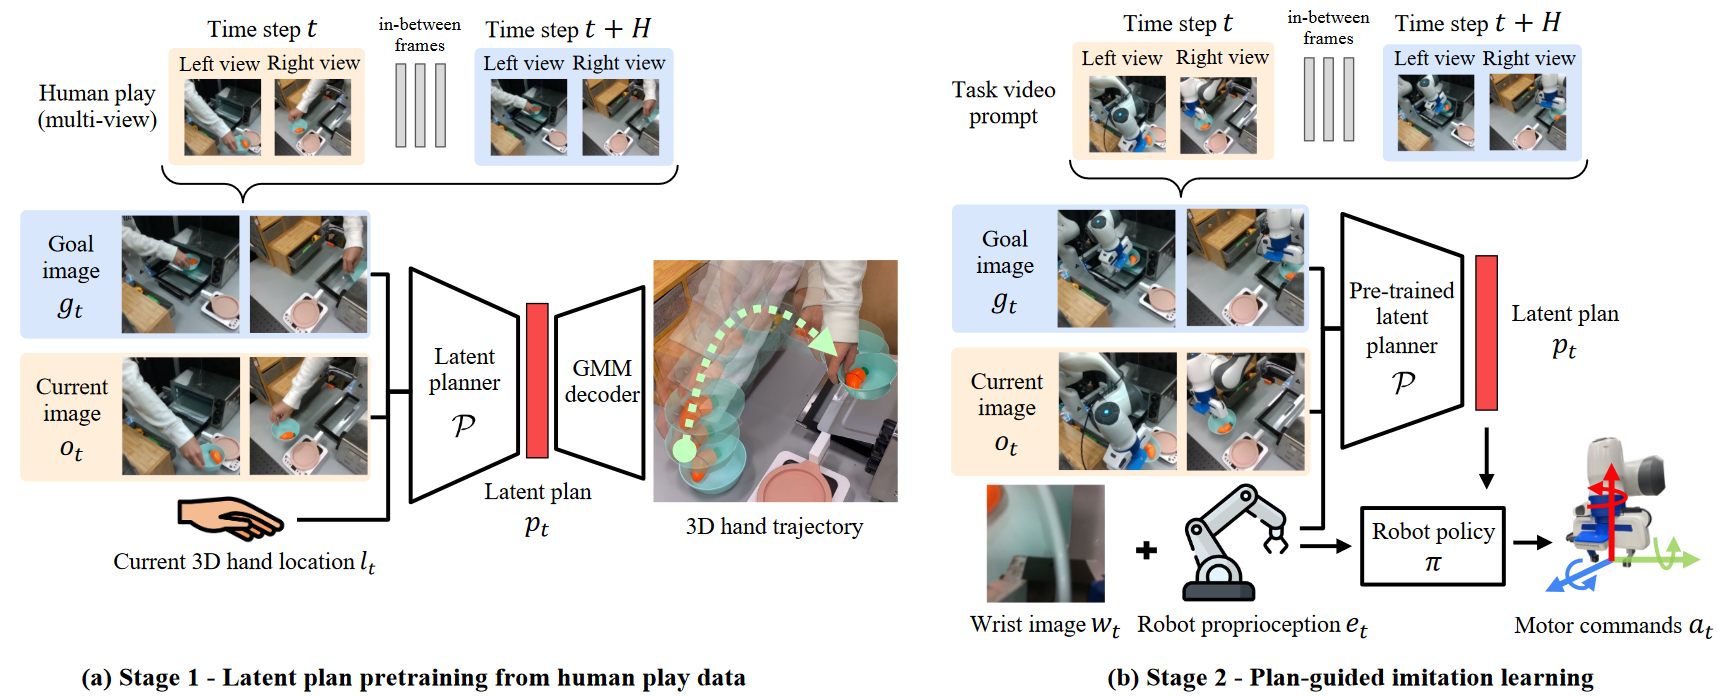 Time step t
in-between
frames
Time step t + H
Left view
Right view
Left view
Right view
Human play
(multi-view)
Goal
image
g_t
Current
image
o_t
Latent
planner
𝒫
GMM
decoder
Latent plan
p_t
3D hand trajectory
Current 3D hand location l_t
(a) Stage 1 - Latent plan pretraining from human play data
Time step t
in-between
frames
Time step t + H
Left view
Right view
Left view
Right view
Task video
prompt
Goal
image
g_t
Current
image
o_t
Pre-trained
latent
planner
𝒫
Latent plan
p_t
Robot policy
π
Wrist image w_t
Robot proprioception e_t
Motor commands a_t
(b) Stage 2 - Plan-guided imitation learning